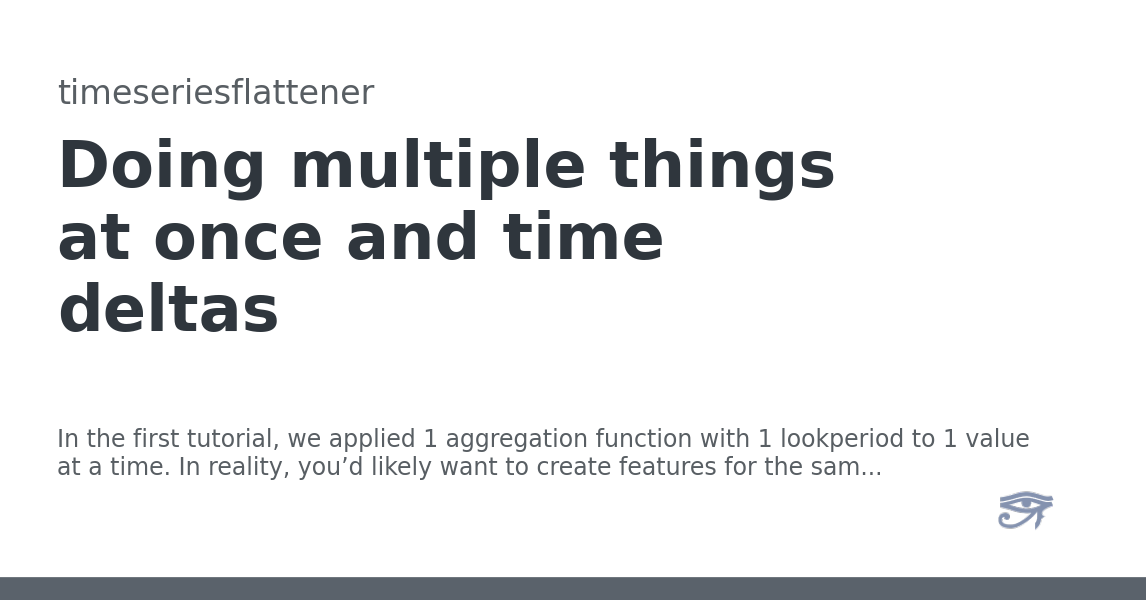 timeseriesflattener
Doing multiple things
at once and time
deltas
In the first tutorial, we applied 1 aggregation function with 1 lookperiod to 1 value
at a time. In reality, you’d likely want to create features for the sam...